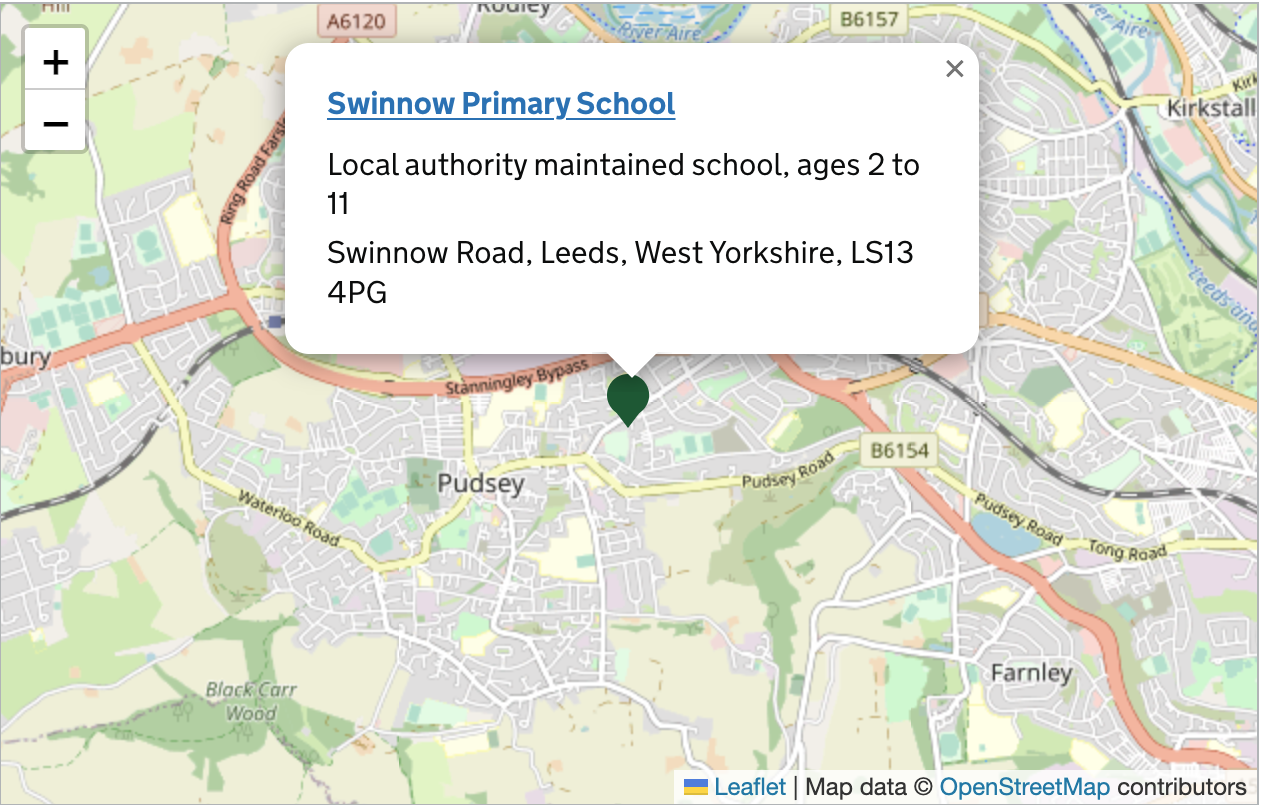 Hill
A6120
Rodley
River Aire
B6157
River Aire
+
−
×
Swinnow Primary School
Local authority maintained school, ages 2 to
11
Swinnow Road, Leeds, West Yorkshire, LS13
4PG
Kirkstall
Ring Road Farsl
Leeds and
bury
Stanningley Bypass
B6154
Pudsey
Pudsey Road
Waterloo Road
Pudsey Road
Tong Road
Farnley
Black Carr
Wood
Leaflet | Map data © OpenStreetMap contributors